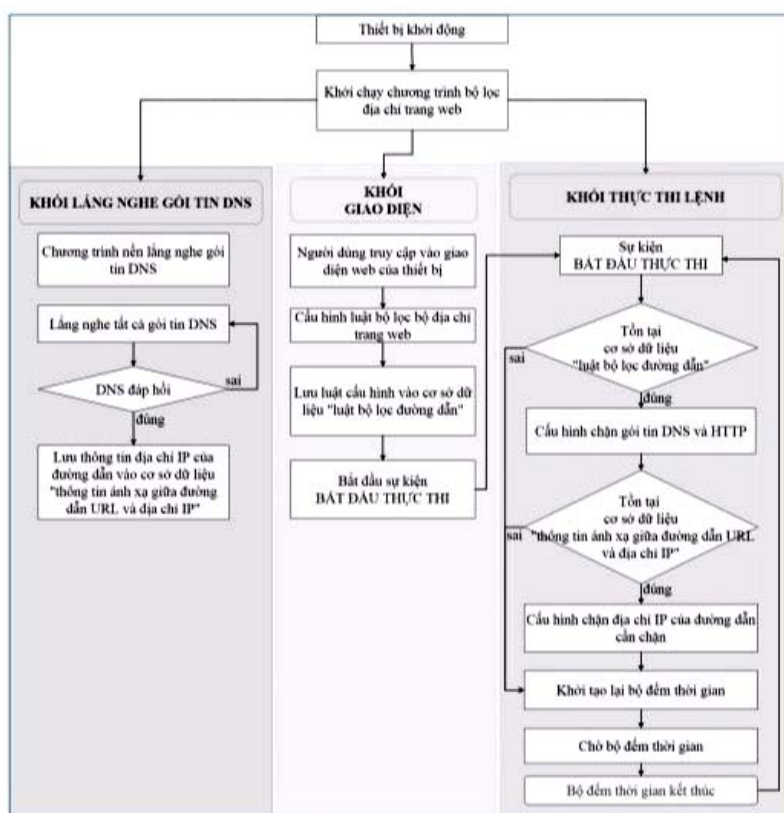 Thiết bị khởi động
Khởi chạy chương trình bộ lọc
địa chỉ trang web
KHỐI LẮNG NGHE GÓI TIN DNS
Chương trình nền lắng nghe gói
tin DNS
Lắng nghe tất cả gói tin DNS
DNS đáp hồi
sai
đúng
Lưu thông tin địa chỉ IP của
đường dẫn vào cơ sở dữ liệu
"thông tin ánh xạ giữa đường
dẫn URL và địa chỉ IP"
KHỐI
GIAO DIỆN
Người dùng truy cập vào giao
diện web của thiết bị
Cấu hình luật bộ lọc bộ địa chỉ
trang web
Lưu luật cấu hình vào cơ sở dữ
liệu "luật bộ lọc đường dẫn"
Bắt đầu sự kiện
BẮT ĐẦU THỰC THI
KHỐI THỰC THI LỆNH
Sự kiện
BẮT ĐẦU THỰC THI
Tồn tại
cơ sở dữ liệu
"luật bộ lọc đường dẫn"
sai
đúng
Cấu hình chặn gói tin DNS và HTTP
Tồn tại
cơ sở dữ liệu
"thông tin ánh xạ giữa đường dẫn URL
và địa chỉ IP"
sai
đúng
Cấu hình chặn địa chỉ IP của đường dẫn
cần chặn
Khởi tạo lại bộ đếm thời gian
Chờ bộ đếm thời gian
Bộ đếm thời gian kết thúc